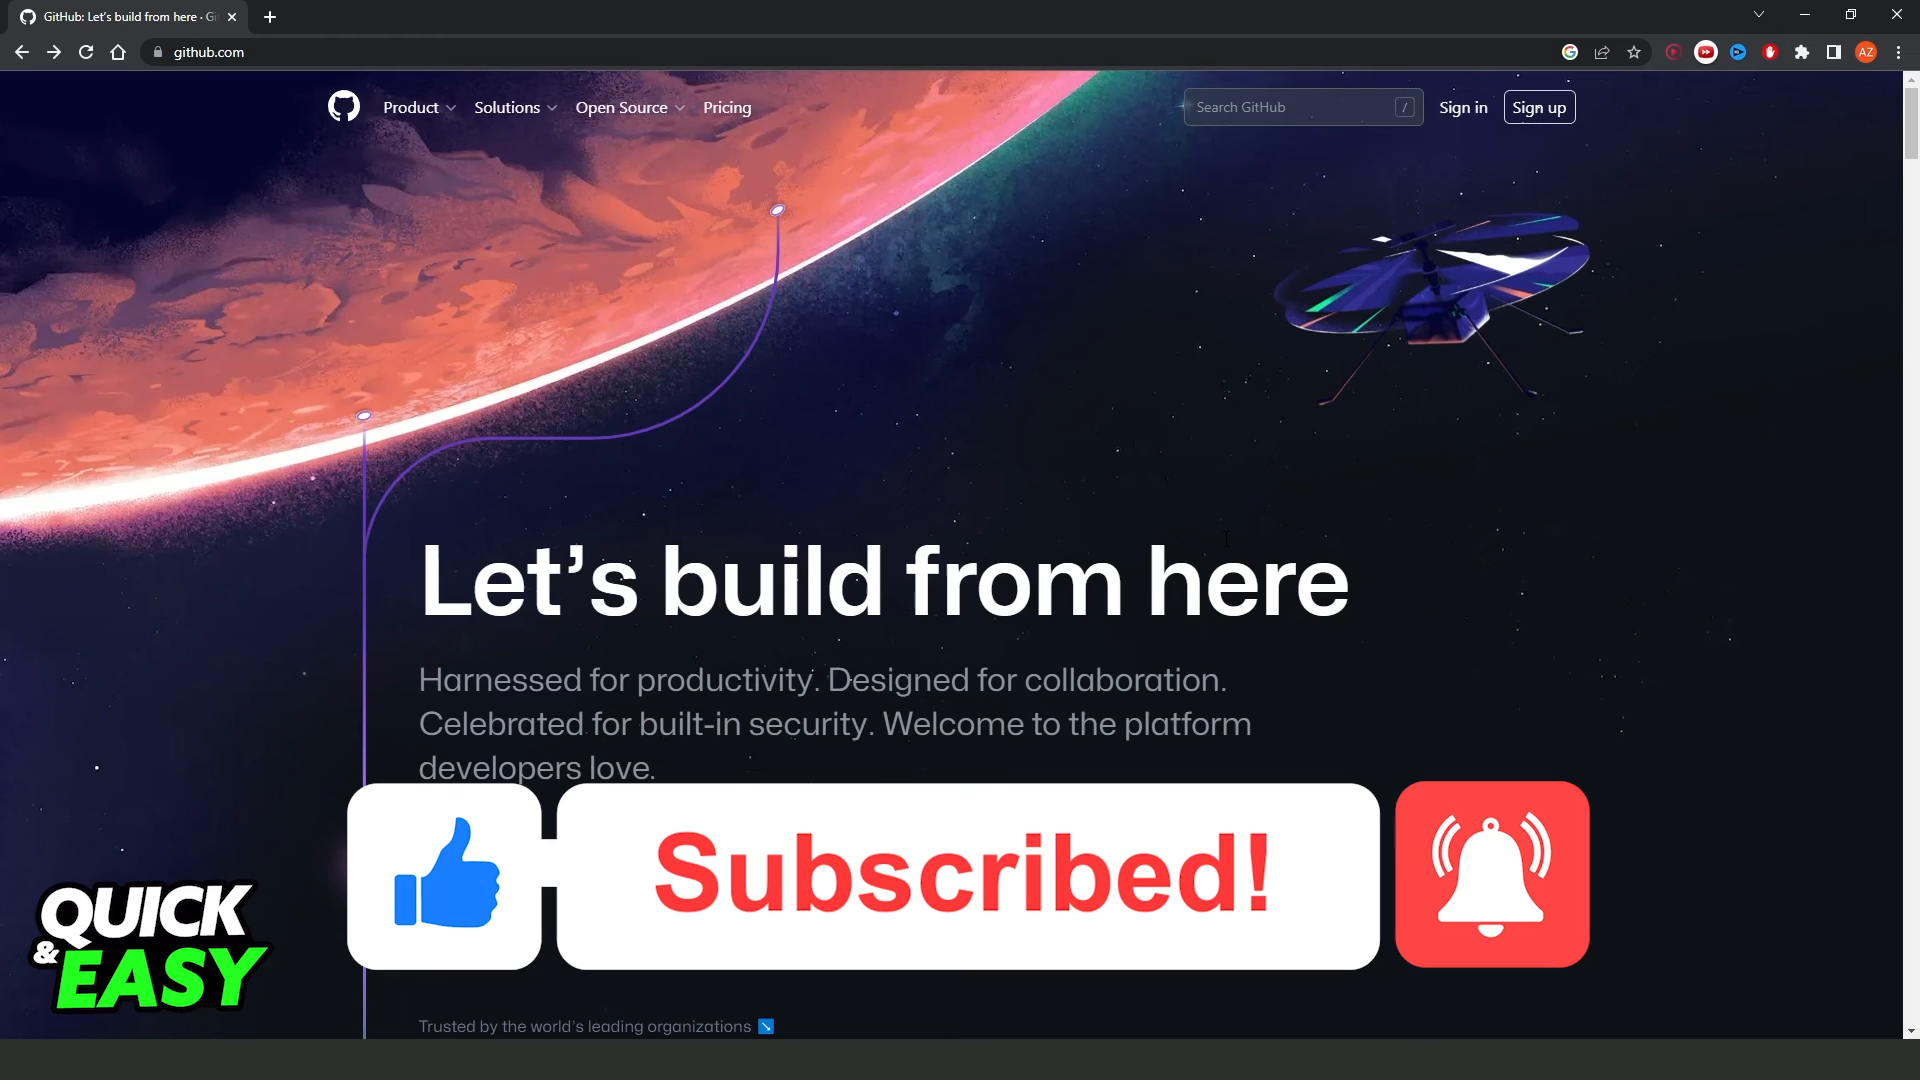 GitHub: Let's build from here · Gi
github.com
AZ
Product
Solutions
Open Source
Pricing
Search GitHub
/
Sign in
Sign up
Let’s build from here
Harnessed for productivity. Designed for collaboration.
Celebrated for built-in security. Welcome to the platform
developers love.
Subscribed!
QUICK
&EASY
Trusted by the world's leading organizations